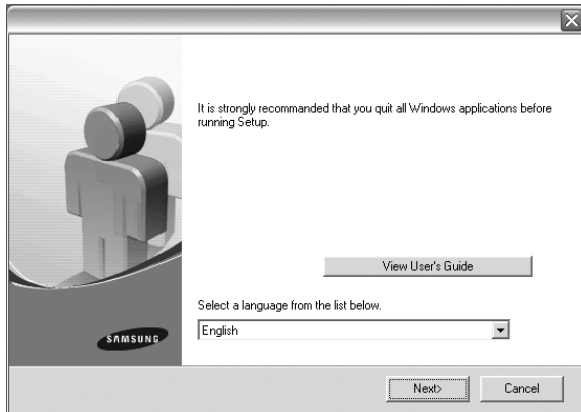 It is strongly recommanded that you quit all Windows applications before
running Setup.
View User's Guide
Select a language from the list below.
English
SAMSUNG
Next>
Cancel